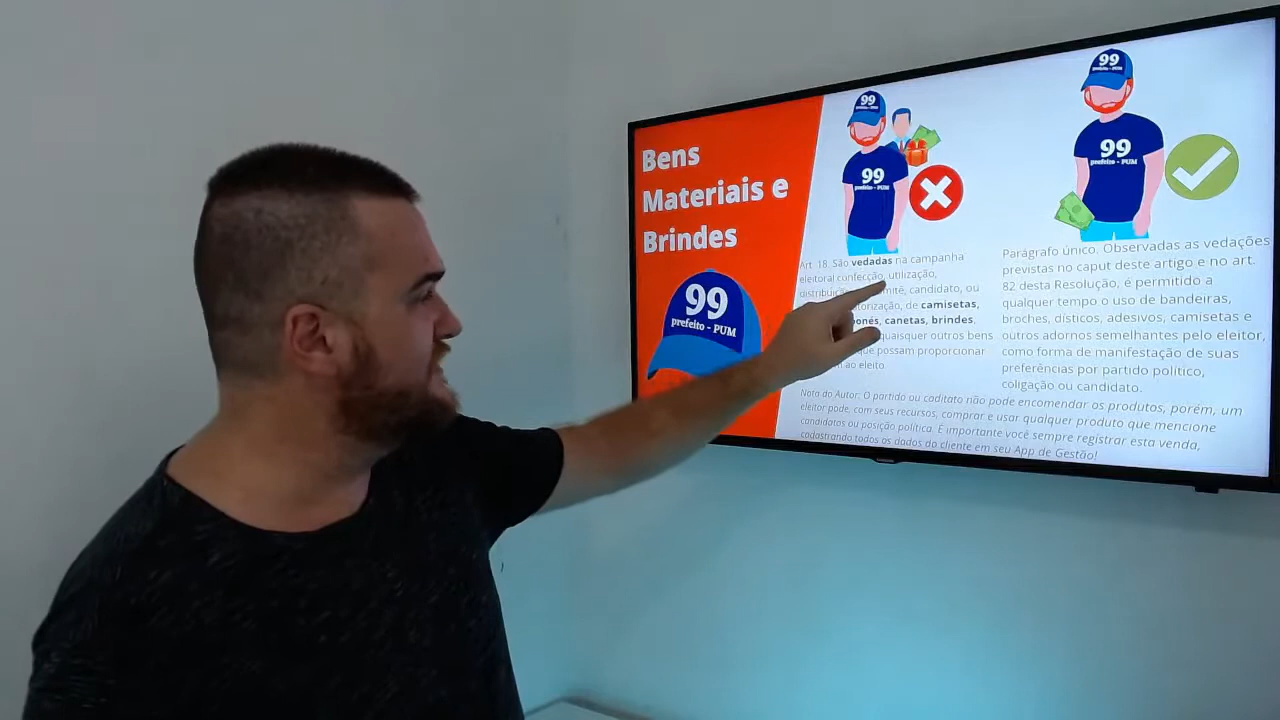 Bens
Materiais e
Brindes
99
prefeito - PUM
99
prefeito - PUM
99
prefeito - PUM
Art. 18. São vedadas na campanha
eleitoral confecção, utilização,
candidato, ou
de camisetas,
canetas, brindes,
quaisquer outros bens
que possam proporcionar
ao eleito.
99
prefeito - PUM
99
prefeito - PUM
Parágrafo único. Observadas as vedações
previstas no caput deste artigo e no art.
82 desta Resolução, é permitido a
qualquer tempo o uso de bandeiras,
broches, dísticos, adesivos, camisetas e
outros adornos semelhantes pelo eleitor,
como forma de manifestação de suas
preferências por partido político,
coligação ou candidato.
Nota do Autor: O partido ou caditato não pode encomendar os produtos, porém, um
eleitor pode, com seus recursos, comprar e usar qualquer produto que mencione
candidatos ou posição política. É importante você sempre registrar esta venda,
cadastrando todos os dados do cliente em seu App de Gestão!